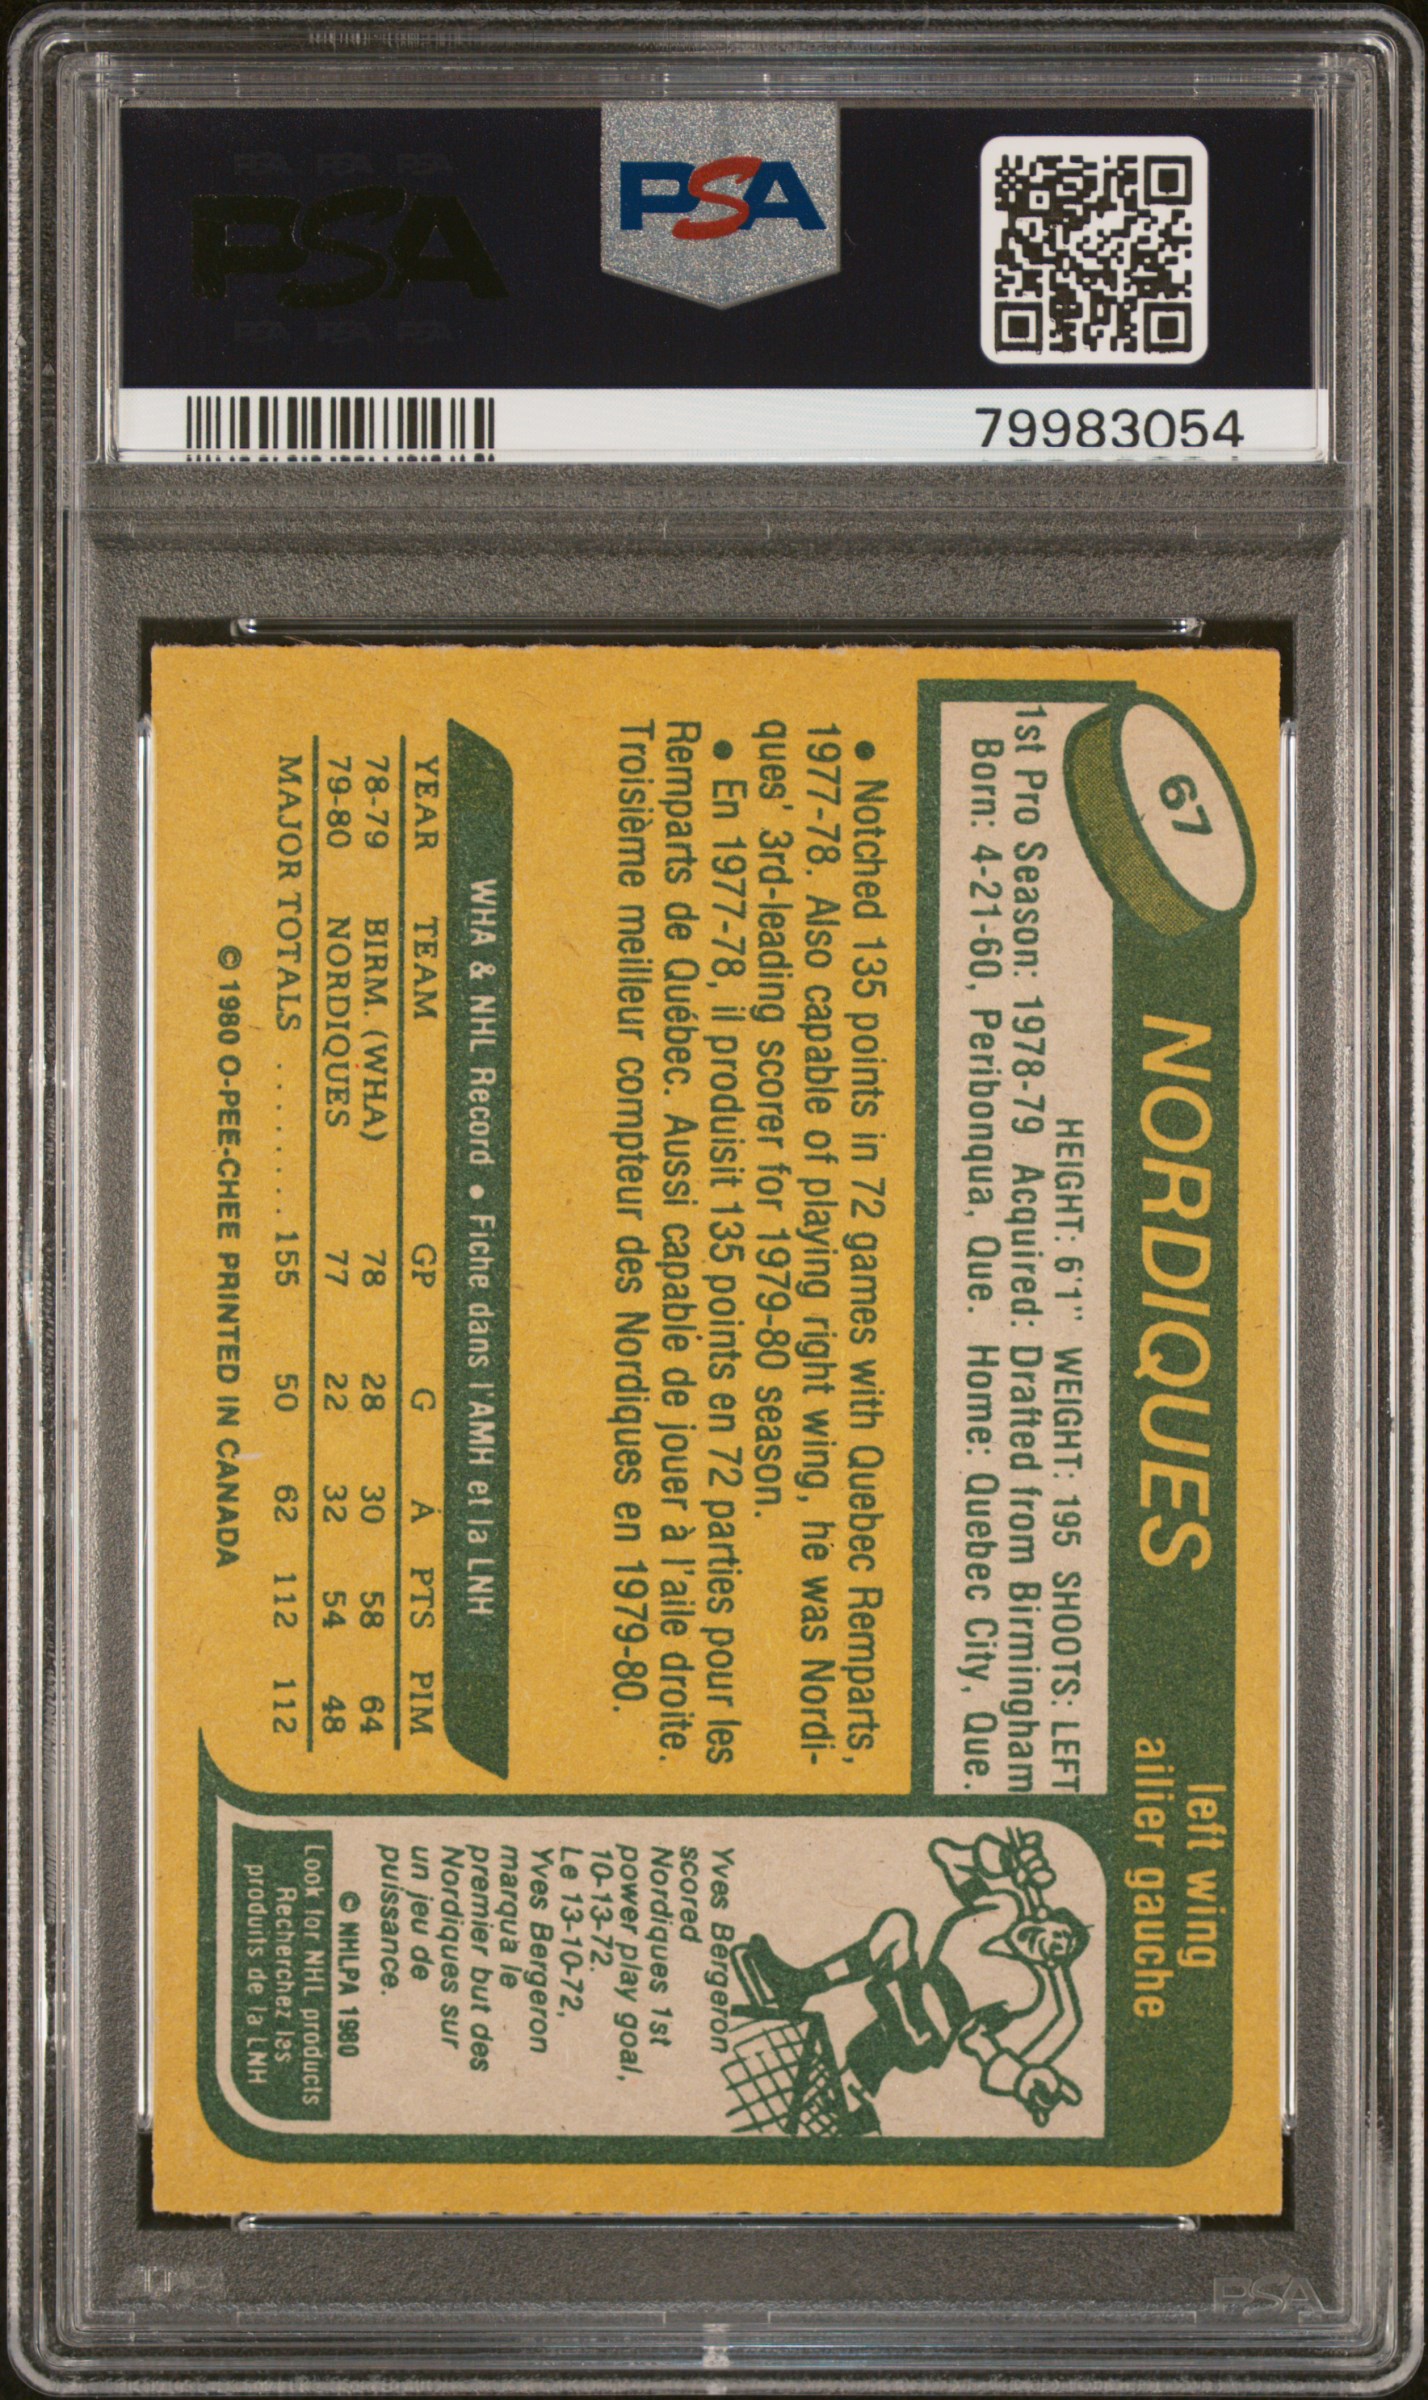 PSA PSA PSA
PSA
PSA PSA PSA
PSA
79983054
67
NORDIQUES
left wing
ailier gauche
HEIGHT: 6'1" WEIGHT: 195 SHOOTS: LEFT
1st Pro Season: 1978-79 Acquired: Drafted from Birmingham
Born: 4-21-60, Peribonqua, Que. Home: Quebec City, Que.
• Notched 135 points in 72 games with Quebec Remparts,
1977-78. Also capable of playing right wing, he was Nordi-
ques' 3rd-leading scorer for 1979-80 season.
• En 1977-78, il produisit 135 points en 72 parties pour les
Remparts de Québec. Aussi capable de jouer à l'aile droite.
Troisième meilleur compteur des Nordiques en 1979-80.
WHA & NHL Record • Fiche dans l'AMH et la LNH
YEAR TEAM GP G A PTS PIM
78-79 BIRM. (WHA) 78 28 30 58 64
79-80 NORDIQUES 77 22 32 54 48
MAJOR TOTALS ....... 155 50 62 112 112
© 1980 O-PEE-CHEE PRINTED IN CANADA
Yves Bergeron
scored
Nordiques 1st
power play goal,
10-13-72.
Le 13-10-72,
Yves Bergeron
marqua le
premier but des
Nordiques sur
un jeu de
puissance.
© NHLPA 1980
Look for NHL products
Recherchez les
produits de la LNH
PSA